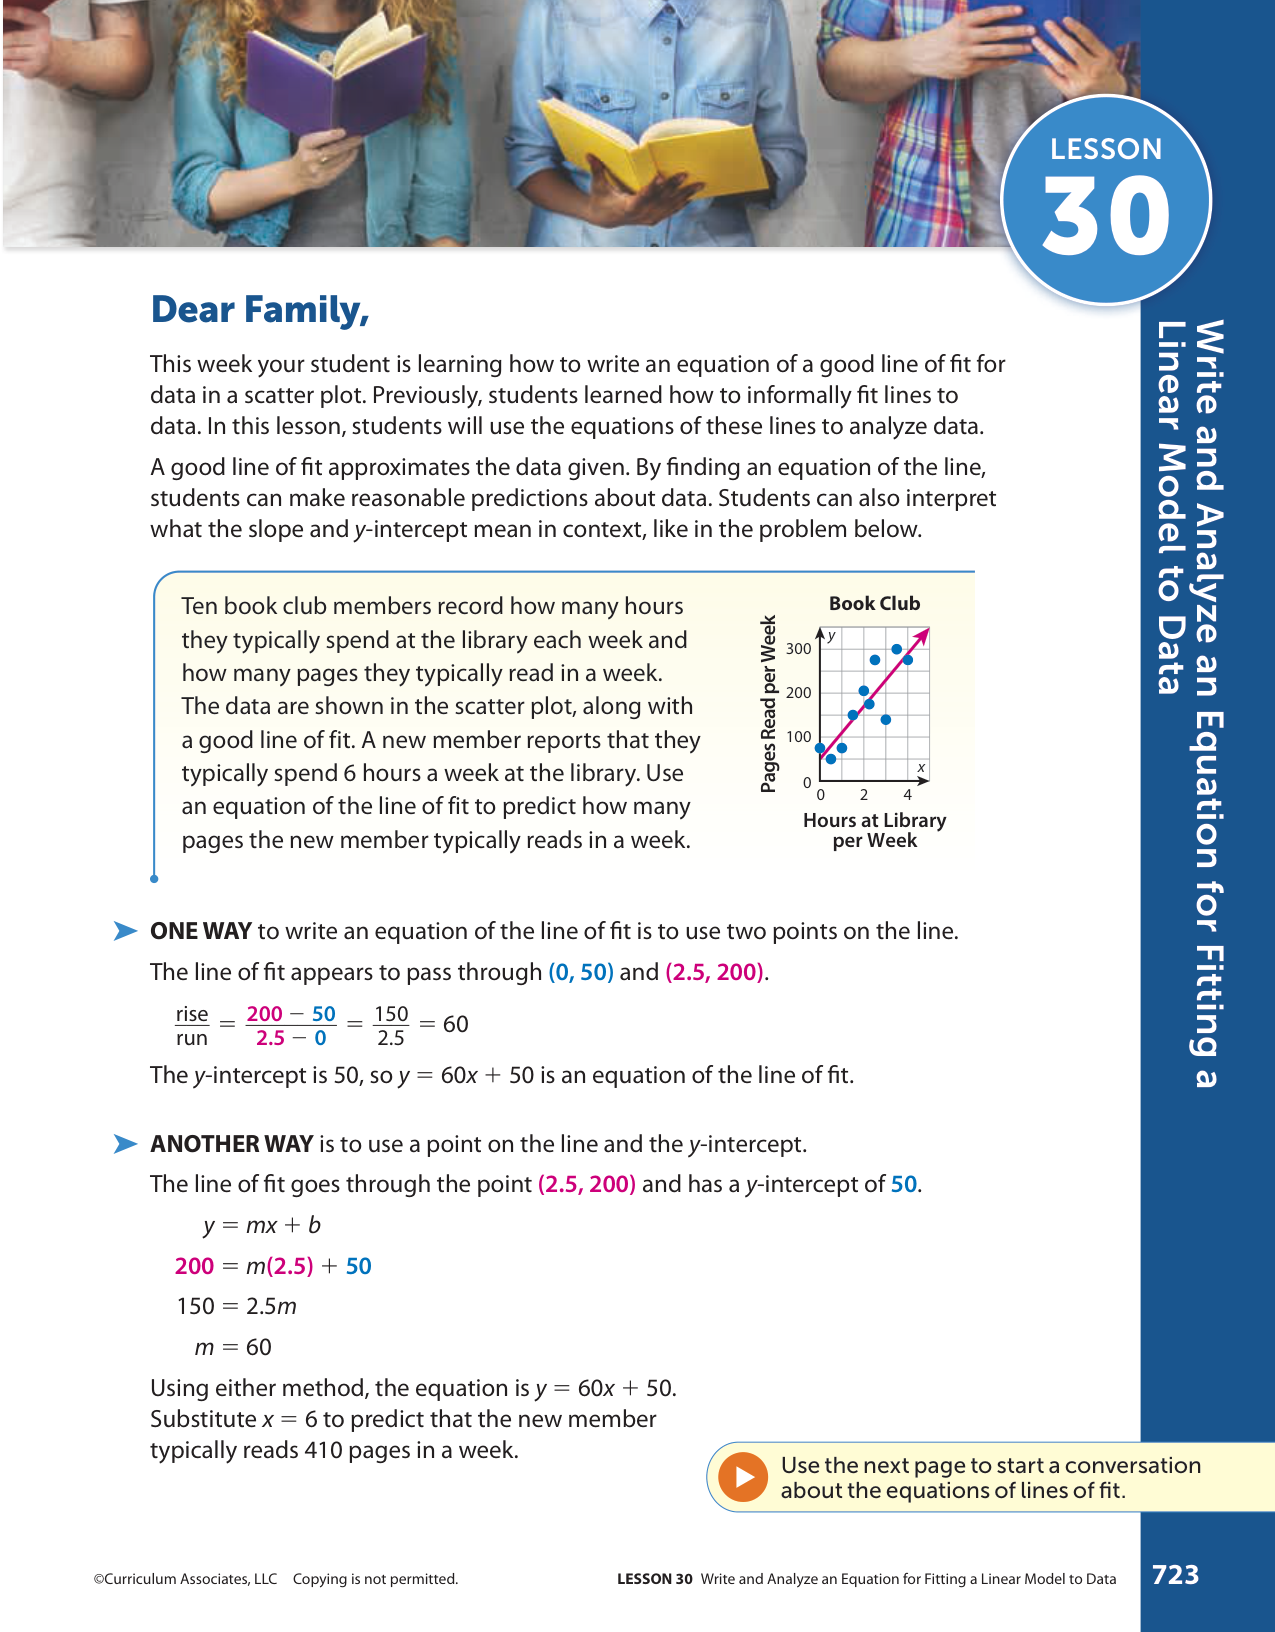 LESSON
30
Write and Analyze an Equation for Fitting a
Linear Model to Data
Dear Family,
This week your student is learning how to write an equation of a good line of fit for
data in a scatter plot. Previously, students learned how to informally fit lines to
data. In this lesson, students will use the equations of these lines to analyze data.
A good line of fit approximates the data given. By finding an equation of the line,
students can make reasonable predictions about data. Students can also interpret
what the slope and y-intercept mean in context, like in the problem below.
Ten book club members record how many hours
they typically spend at the library each week and
how many pages they typically read in a week.
The data are shown in the scatter plot, along with
a good line of fit. A new member reports that they
typically spend 6 hours a week at the library. Use
an equation of the line of fit to predict how many
pages the new member typically reads in a week.
Book Club
Pages Read per Week
y
300
200
100
0
x
0 2 4
Hours at Library
per Week
➤ ONE WAY to write an equation of the line of fit is to use two points on the line.
The line of fit appears to pass through (0, 50) and (2.5, 200).
rise/run = (200 − 50)/(2.5 − 0) = 150/2.5 = 60
The y-intercept is 50, so y = 60x + 50 is an equation of the line of fit.
➤ ANOTHER WAY is to use a point on the line and the y-intercept.
The line of fit goes through the point (2.5, 200) and has a y-intercept of 50.
y = mx + b
200 = m(2.5) + 50
150 = 2.5m
m = 60
Using either method, the equation is y = 60x + 50.
Substitute x = 6 to predict that the new member
typically reads 410 pages in a week.
Use the next page to start a conversation
about the equations of lines of fit.
©Curriculum Associates, LLC Copying is not permitted.
LESSON 30 Write and Analyze an Equation for Fitting a Linear Model to Data
723